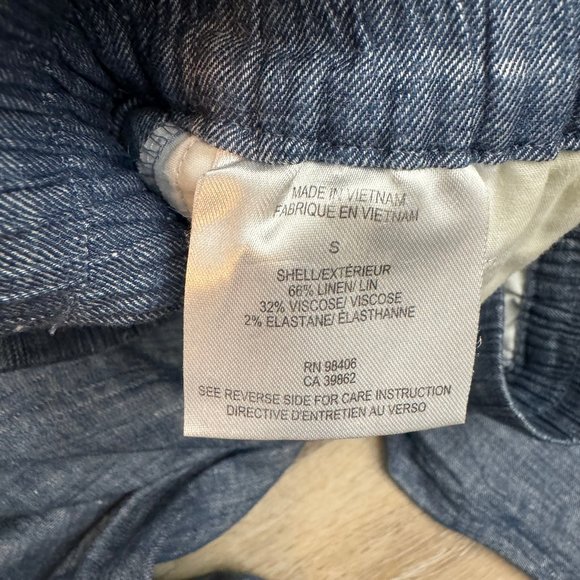 MADE IN VIETNAM
FABRIQUE EN VIETNAM
S
SHELL/EXTÉRIEUR
66% LINEN/ LIN
32% VISCOSE/ VISCOSE
2% ELASTANE/ ÉLASTHANNE
RN 98406
CA 39862
SEE REVERSE SIDE FOR CARE INSTRUCTION
DIRECTIVE D'ENTRETIEN AU VERSO